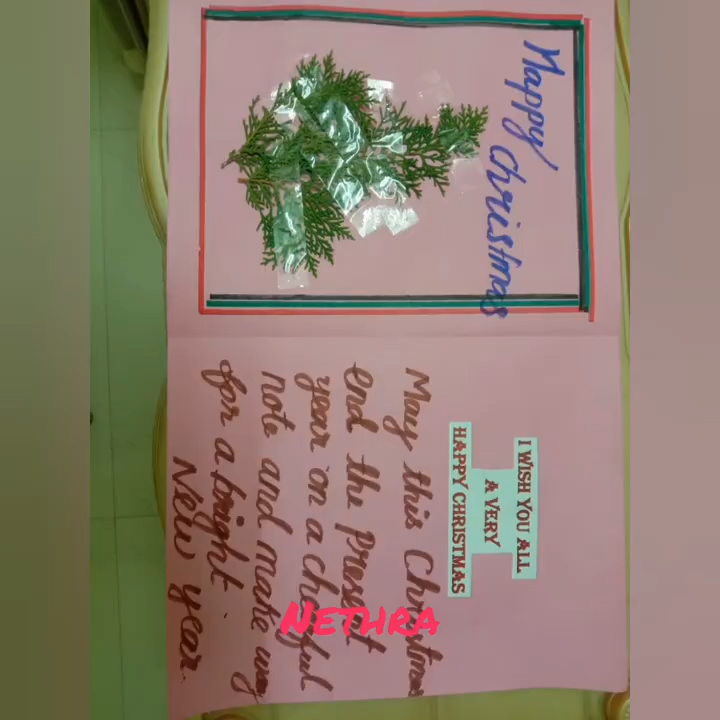 Happy Christmas
I WISH YOU ALL
A VERY
HAPPY CHRISTMAS
May this Christmas
end the present
year on a cheerful
note and make way
for a bright
New year.
NETHRA